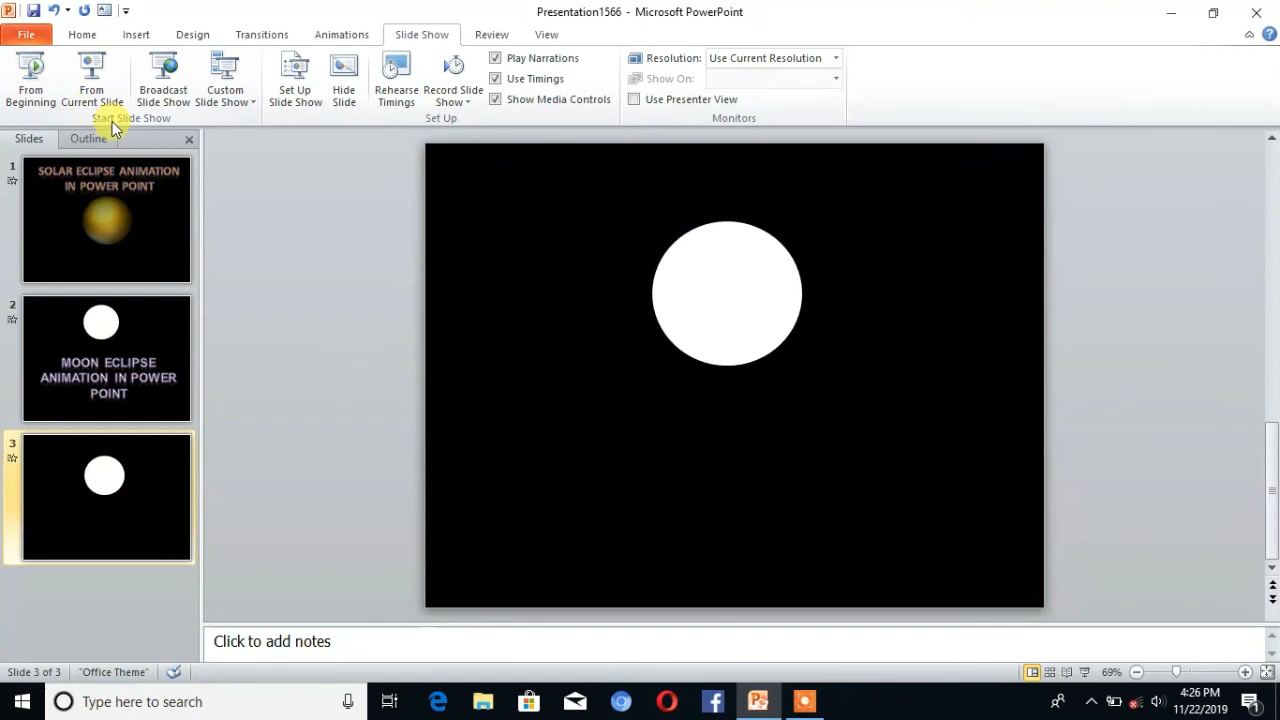 Presentation1566 - Microsoft PowerPoint
File Home Insert Design Transitions Animations Slide Show Review View
From Beginning
From Current Slide
Broadcast Slide Show
Custom Slide Show
Set Up Slide Show
Hide Slide
Rehearse Timings
Record Slide Show
Play Narrations
Use Timings
Show Media Controls
Resolution: Use Current Resolution
Show On:
Use Presenter View
Start Slide Show
Set Up
Monitors
Slides Outline
1
SOLAR ECLIPSE ANIMATION
IN POWER POINT
2
MOON ECLIPSE
ANIMATION IN POWER
POINT
3
Click to add notes
Slide 3 of 3 "Office Theme" 69%
Type here to search
4:26 PM
11/22/2019
1